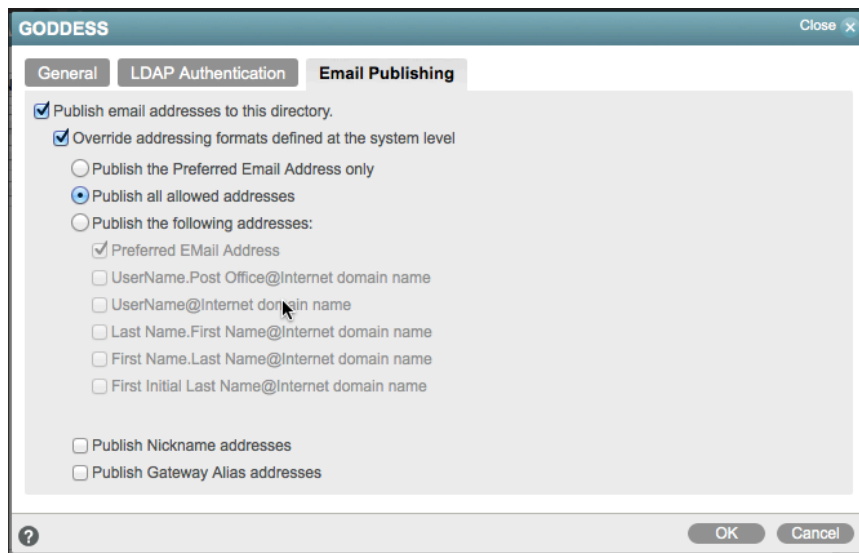 GODDESS
Close x
General
LDAP Authentication
Email Publishing
Publish email addresses to this directory.
Override addressing formats defined at the system level
Publish the Preferred Email Address only
Publish all allowed addresses
Publish the following addresses:
Preferred EMail Address
UserName.Post Office@Internet domain name
UserName@Internet domain name
Last Name.First Name@Internet domain name
First Name.Last Name@Internet domain name
First Initial Last Name@Internet domain name
Publish Nickname addresses
Publish Gateway Alias addresses
?
OK
Cancel